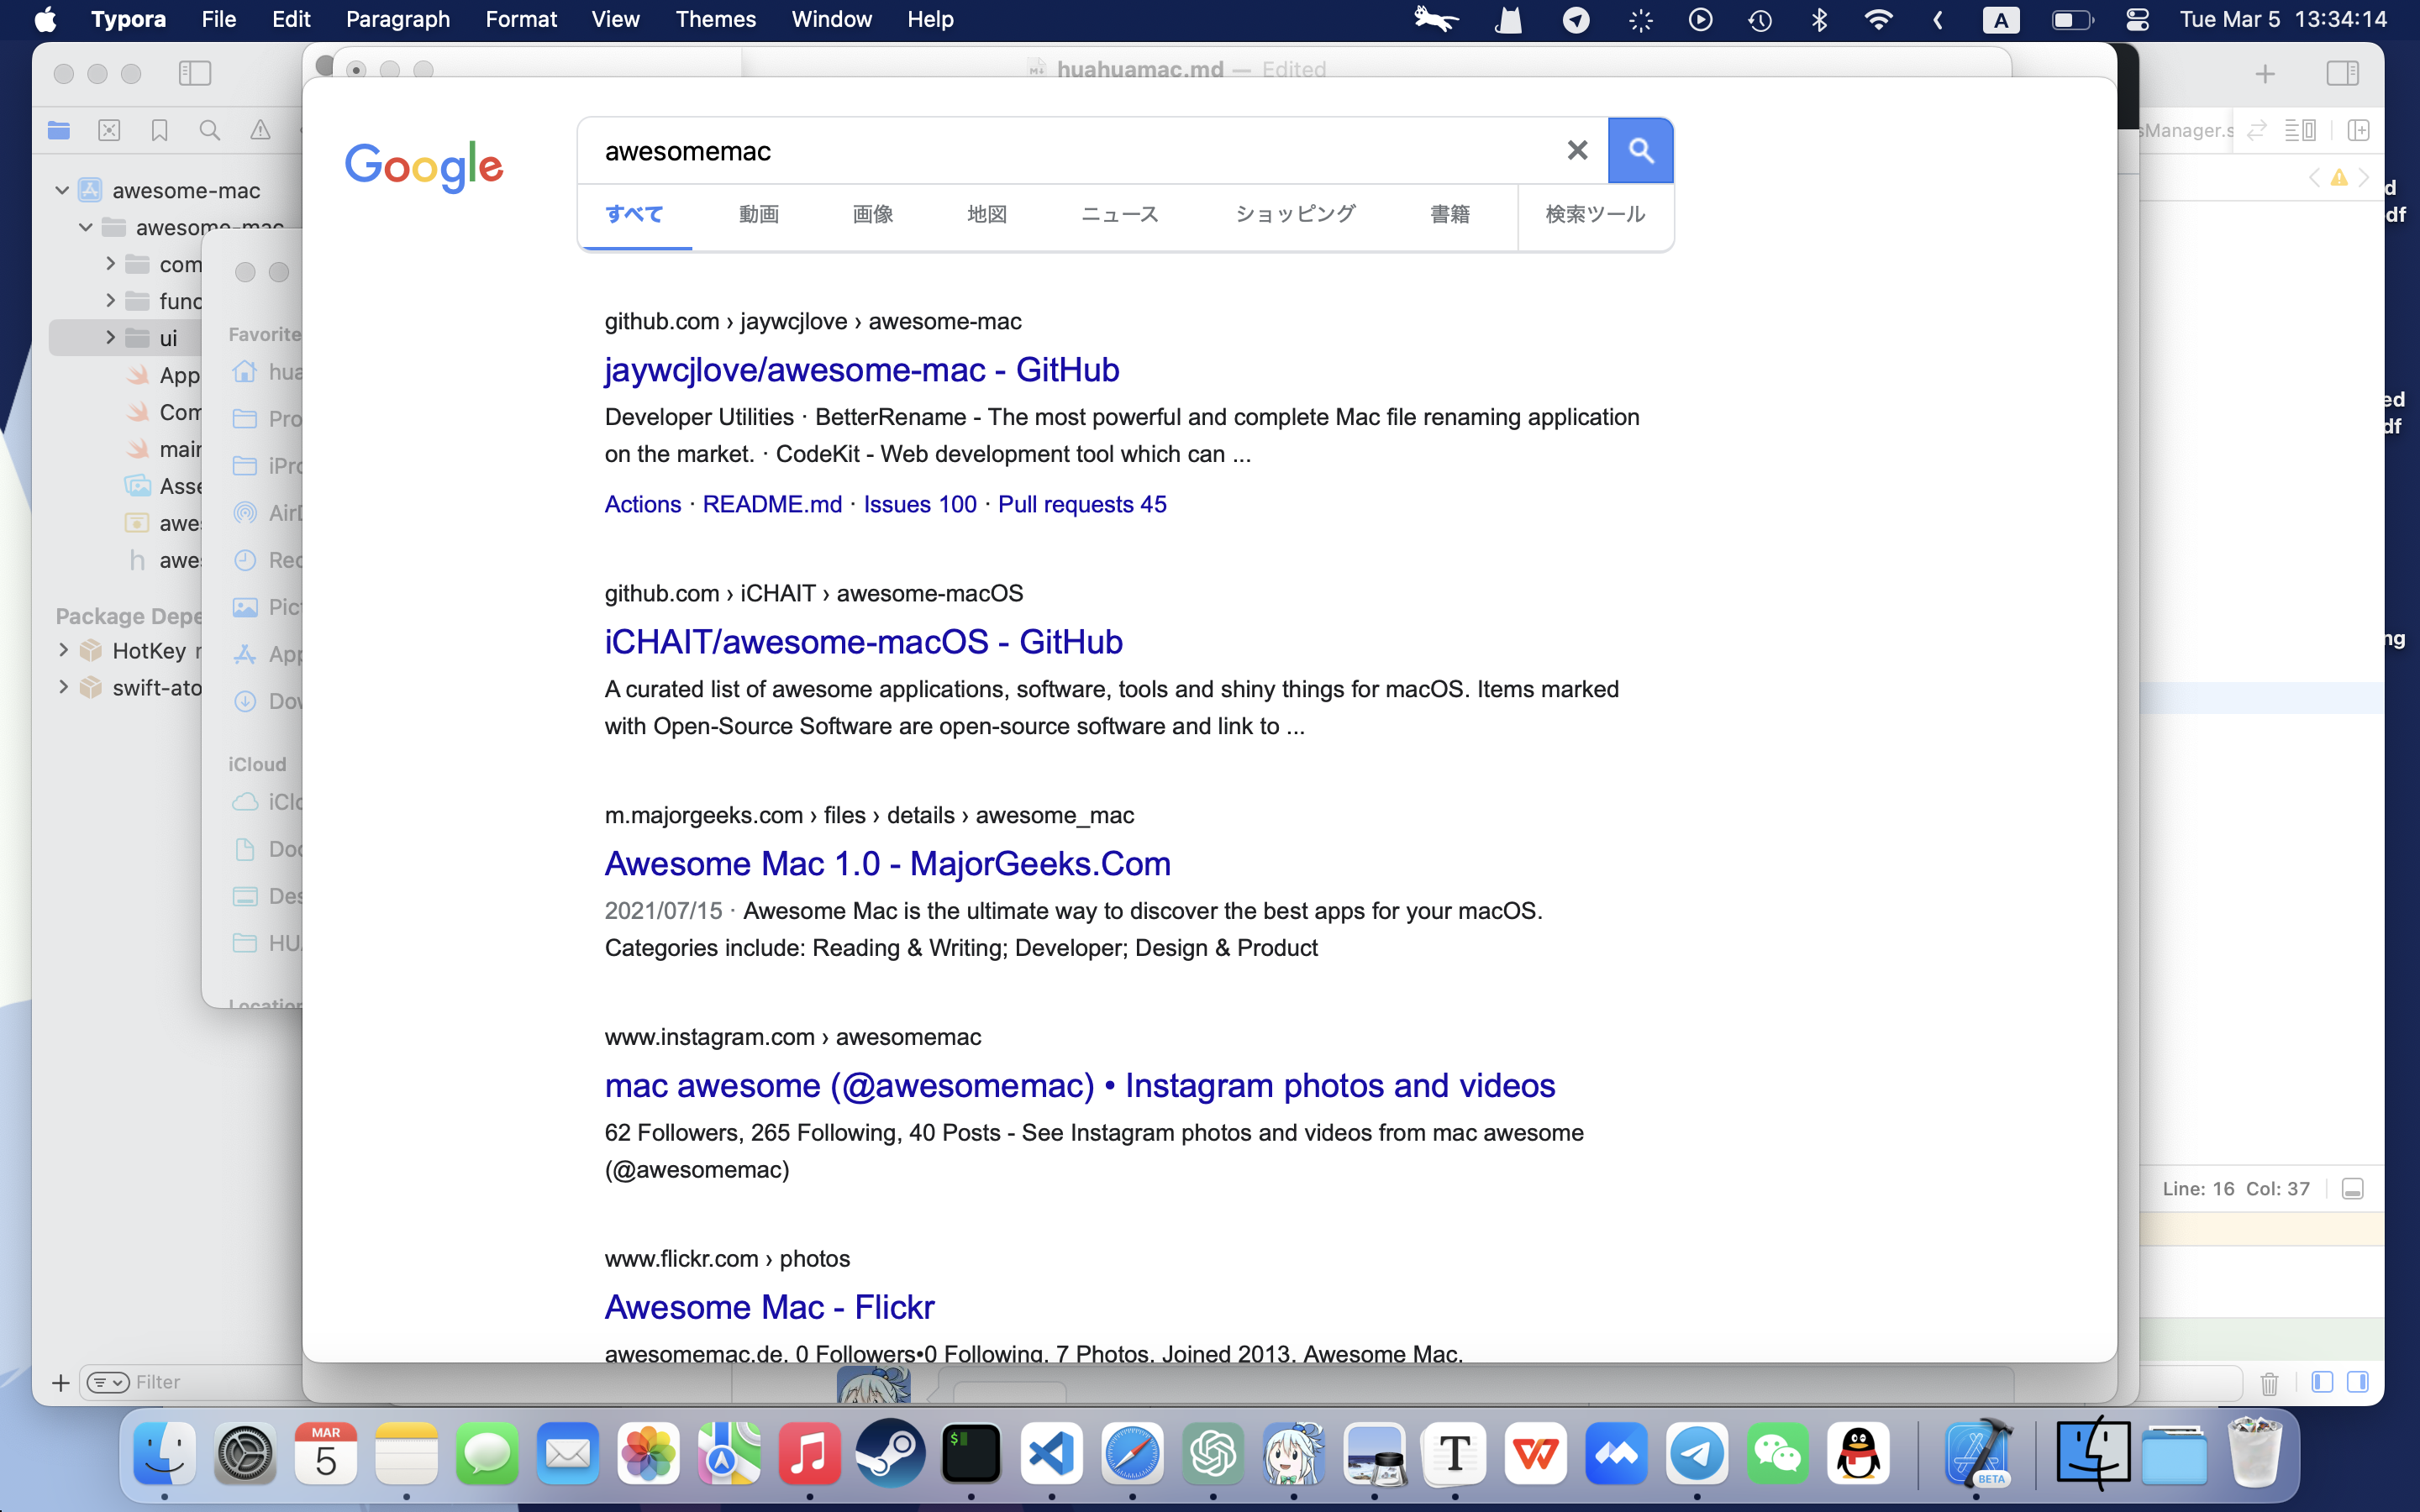 Typora File Edit Paragraph Format View Themes Window Help
A
Tue Mar 5 13:34:14
huahuamac.md — Edited
awesome-mac
awesome-mac
com
func
ui
App
Com
main
Asse
awe
h awe
Package Depe
HotKey
swift-ato
Favorite
hua
Pro
iPro
AirD
Rec
Pic
App
Dow
iCloud
iClo
Doc
Des
HU
Location
Filter
Google
awesomemac
すべて 動画 画像 地図 ニュース ショッピング 書籍 検索ツール
github.com › jaywcjlove › awesome-mac
jaywcjlove/awesome-mac - GitHub
Developer Utilities · BetterRename - The most powerful and complete Mac file renaming application
on the market. · CodeKit - Web development tool which can ...
Actions · README.md · Issues 100 · Pull requests 45
github.com › iCHAIT › awesome-macOS
iCHAIT/awesome-macOS - GitHub
A curated list of awesome applications, software, tools and shiny things for macOS. Items marked
with Open-Source Software are open-source software and link to ...
m.majorgeeks.com › files › details › awesome_mac
Awesome Mac 1.0 - MajorGeeks.Com
2021/07/15 · Awesome Mac is the ultimate way to discover the best apps for your macOS.
Categories include: Reading & Writing; Developer; Design & Product
www.instagram.com › awesomemac
mac awesome (@awesomemac) • Instagram photos and videos
62 Followers, 265 Following, 40 Posts - See Instagram photos and videos from mac awesome
(@awesomemac)
www.flickr.com › photos
Awesome Mac - Flickr
awesomemac.de. 0 Followers•0 Following. 7 Photos. Joined 2013. Awesome Mac.
sManager.s
d
df
ed
df
ng
Line: 16 Col: 37
MAR
5
$
T
BETA